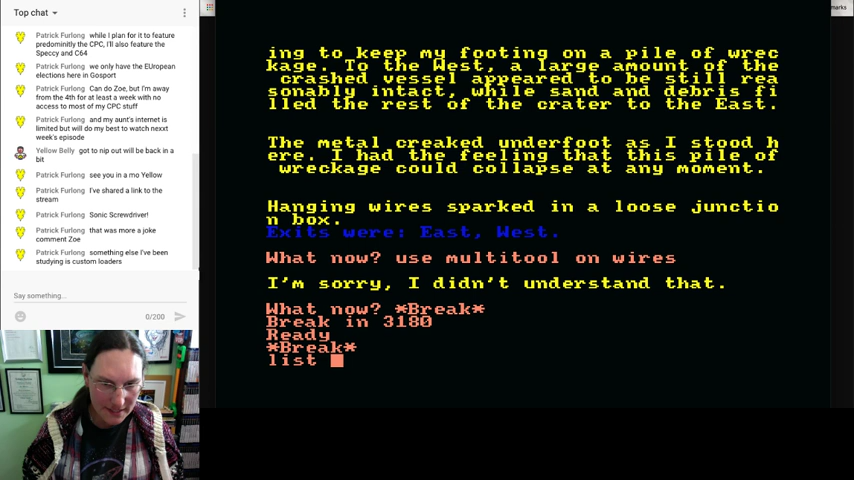 Top chat
marks
Patrick Furlong while I plan for it to feature
predominitly the CPC, I'll also feature the
Speccy and C64
Patrick Furlong we only have the EUropean
elections here in Gosport
Patrick Furlong Can do Zoe, but I'm away
from the 4th for at least a week with no
access to most of my CPC stuff
Patrick Furlong and my aunt's internet is
limited but will do my best to watch nexxt
week's episode
Yellow Belly got to nip out will be back in a
bit
Patrick Furlong see you in a mo Yellow
Patrick Furlong I've shared a link to the
stream
Patrick Furlong Sonic Screwdriver!
Patrick Furlong that was more a joke
comment Zoe
Patrick Furlong something else I've been
studying is custom loaders
Say something...
0/200
ing to keep my footing on a pile of wrec
kage. To the West, a large amount of the
crashed vessel appeared to be still rea
sonably intact, while sand and debris fi
lled the rest of the crater to the East.
The metal creaked underfoot as I stood h
ere. I had the feeling that this pile of
wreckage could collapse at any moment.
Hanging wires sparked in a loose junctio
n box.
Exits were: East, West.
What now? use multitool on wires
I'm sorry, I didn't understand that.
What now? *Break*
Break in 3180
Ready
*Break*
list